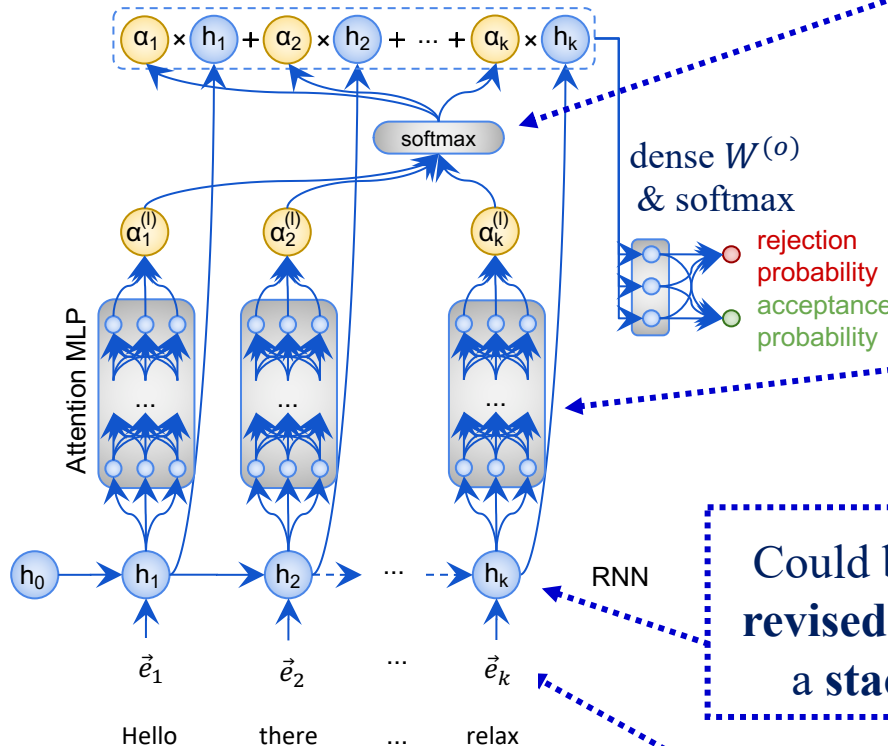 α₁ × h₁ + α₂ × h₂ + ... + αₖ × hₖ
softmax
dense W⁽ᵒ⁾
& softmax
α₁⁽ˡ⁾ α₂⁽ˡ⁾ αₖ⁽ˡ⁾
rejection
probability
acceptance
probability
Attention MLP
... ... ...
h₀ h₁ h₂ ... hₖ RNN
e⃗₁ e⃗₂ ... e⃗ₖ
Hello there ... relax
Could
revised
a